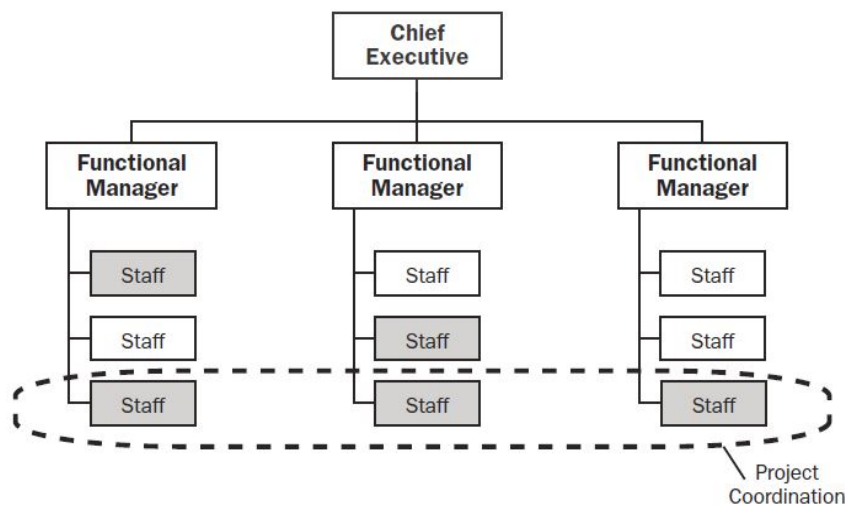 Chief
Executive
Functional
Manager
Functional
Manager
Functional
Manager
Staff
Staff
Staff
Staff
Staff
Staff
Staff
Staff
Staff
Project
Coordination